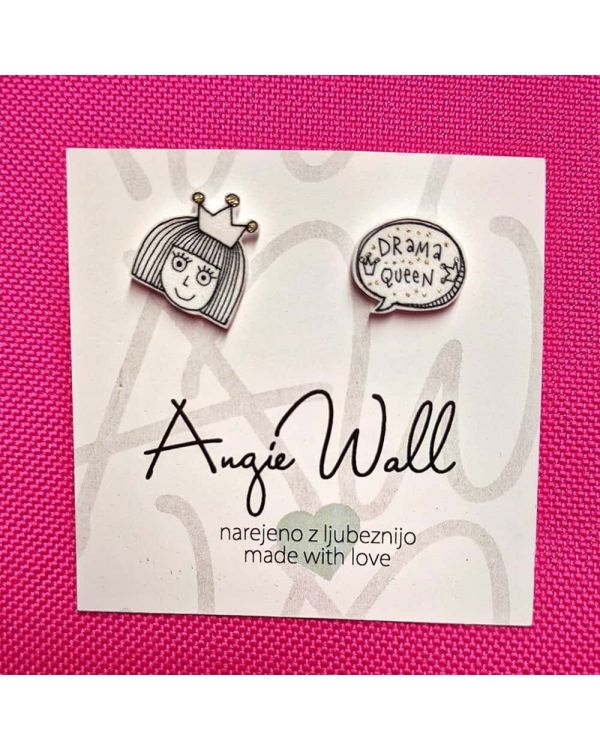 DRaMa
QUEEN
Angie Wall
narejeno z ljubeznijo
made with love